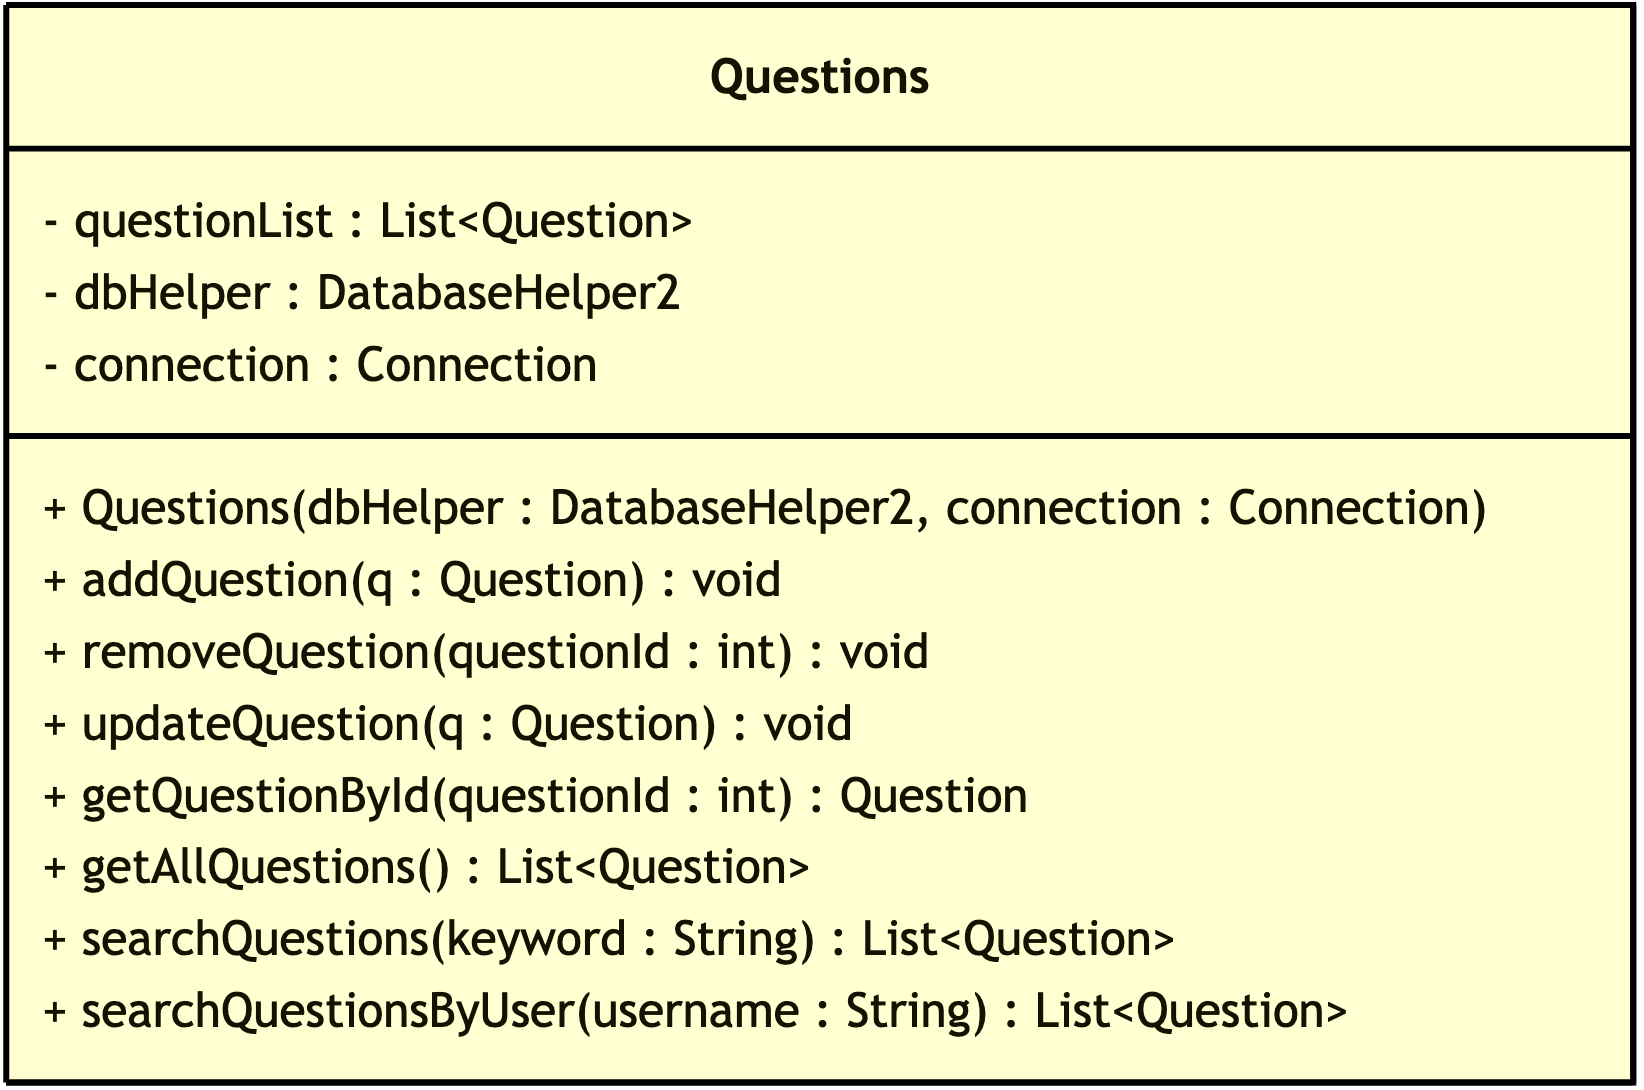 Questions
- questionList : List<Question>
- dbHelper : DatabaseHelper2
- connection : Connection
+ Questions(dbHelper : DatabaseHelper2, connection : Connection)
+ addQuestion(q : Question) : void
+ removeQuestion(questionId : int) : void
+ updateQuestion(q : Question) : void
+ getQuestionById(questionId : int) : Question
+ getAllQuestions() : List<Question>
+ searchQuestions(keyword : String) : List<Question>
+ searchQuestionsByUser(username : String) : List<Question>